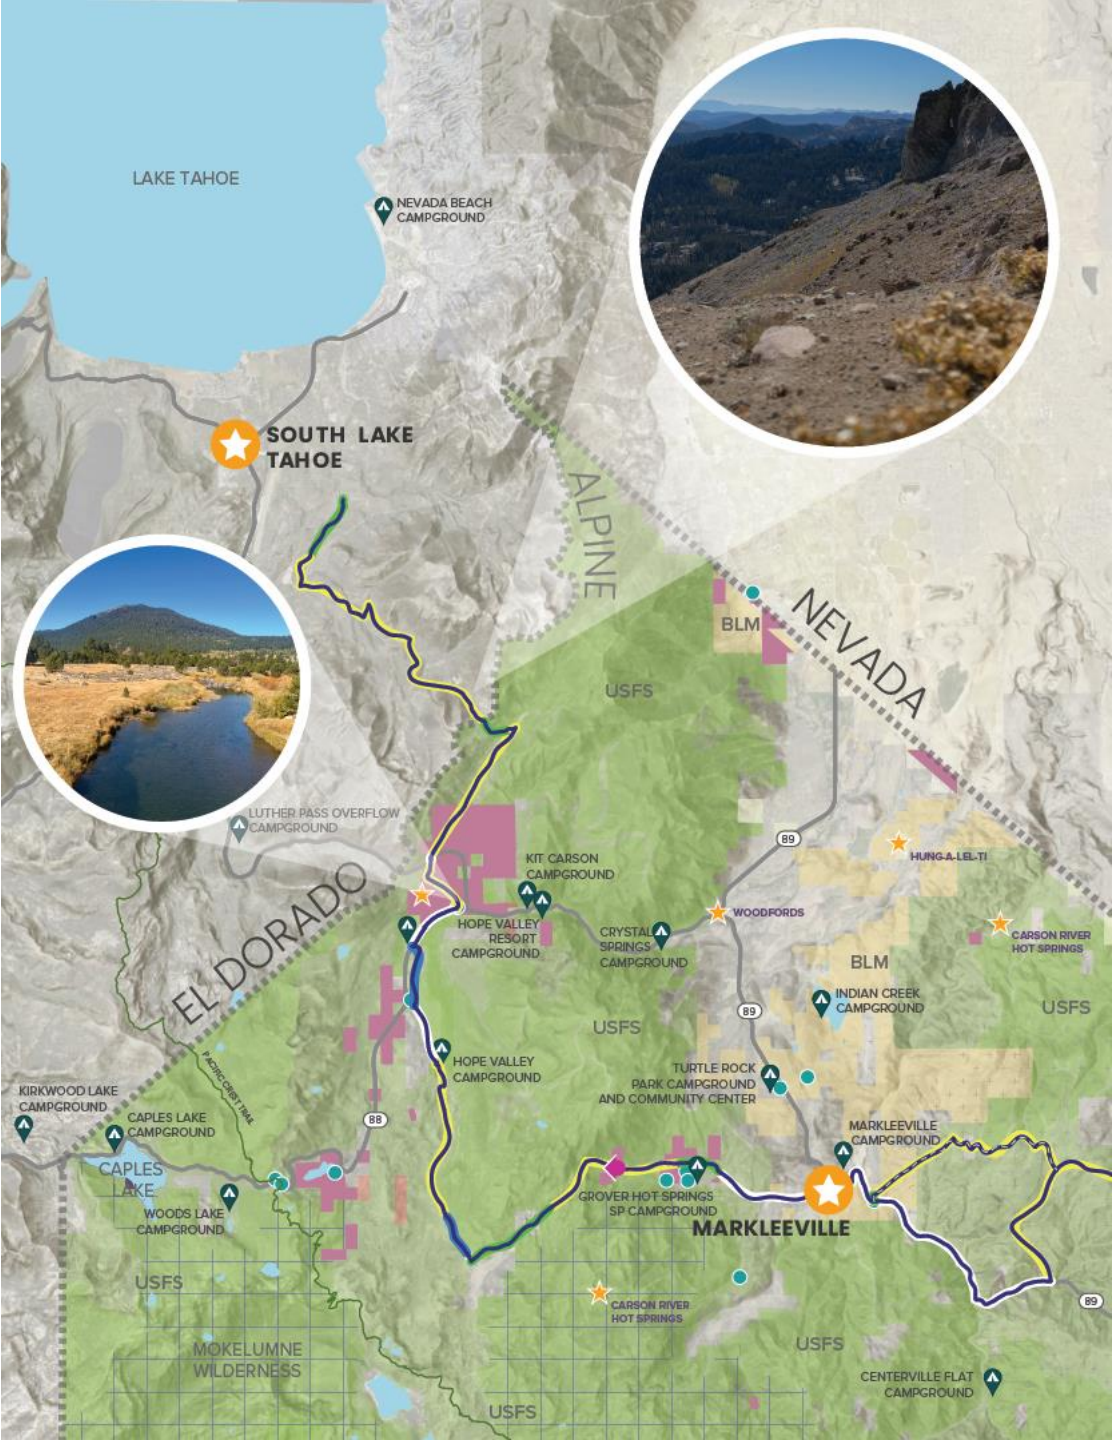 LAKE TAHOE
NEVADA BEACH
CAMPGROUND
SOUTH LAKE
TAHOE
ALPINE
NEVADA
BLM
USFS
LUTHER PASS OVERFLOW
CAMPGROUND
89
HUNG-A-LEL-TI
KIT CARSON
CAMPGROUND
EL DORADO
HOPE VALLEY
RESORT
CAMPGROUND
CRYSTAL
SPRINGS
CAMPGROUND
WOODFORDS
CARSON RIVER
HOT SPRINGS
BLM
INDIAN CREEK
CAMPGROUND
USFS
USFS
89
HOPE VALLEY
CAMPGROUND
TURTLE ROCK
PARK CAMPGROUND
AND COMMUNITY CENTER
PACIFIC CREST TRAIL
KIRKWOOD LAKE
CAMPGROUND
CAPLES LAKE
CAMPGROUND
88
MARKLEEVILLE
CAMPGROUND
CAPLES
LAKE
WOODS LAKE
CAMPGROUND
GROVER HOT SPRINGS
SP CAMPGROUND
MARKLEEVILLE
USFS
CARSON RIVER
HOT SPRINGS
89
MOKELUMNE
WILDERNESS
USFS
CENTERVILLE FLAT
CAMPGROUND
USFS